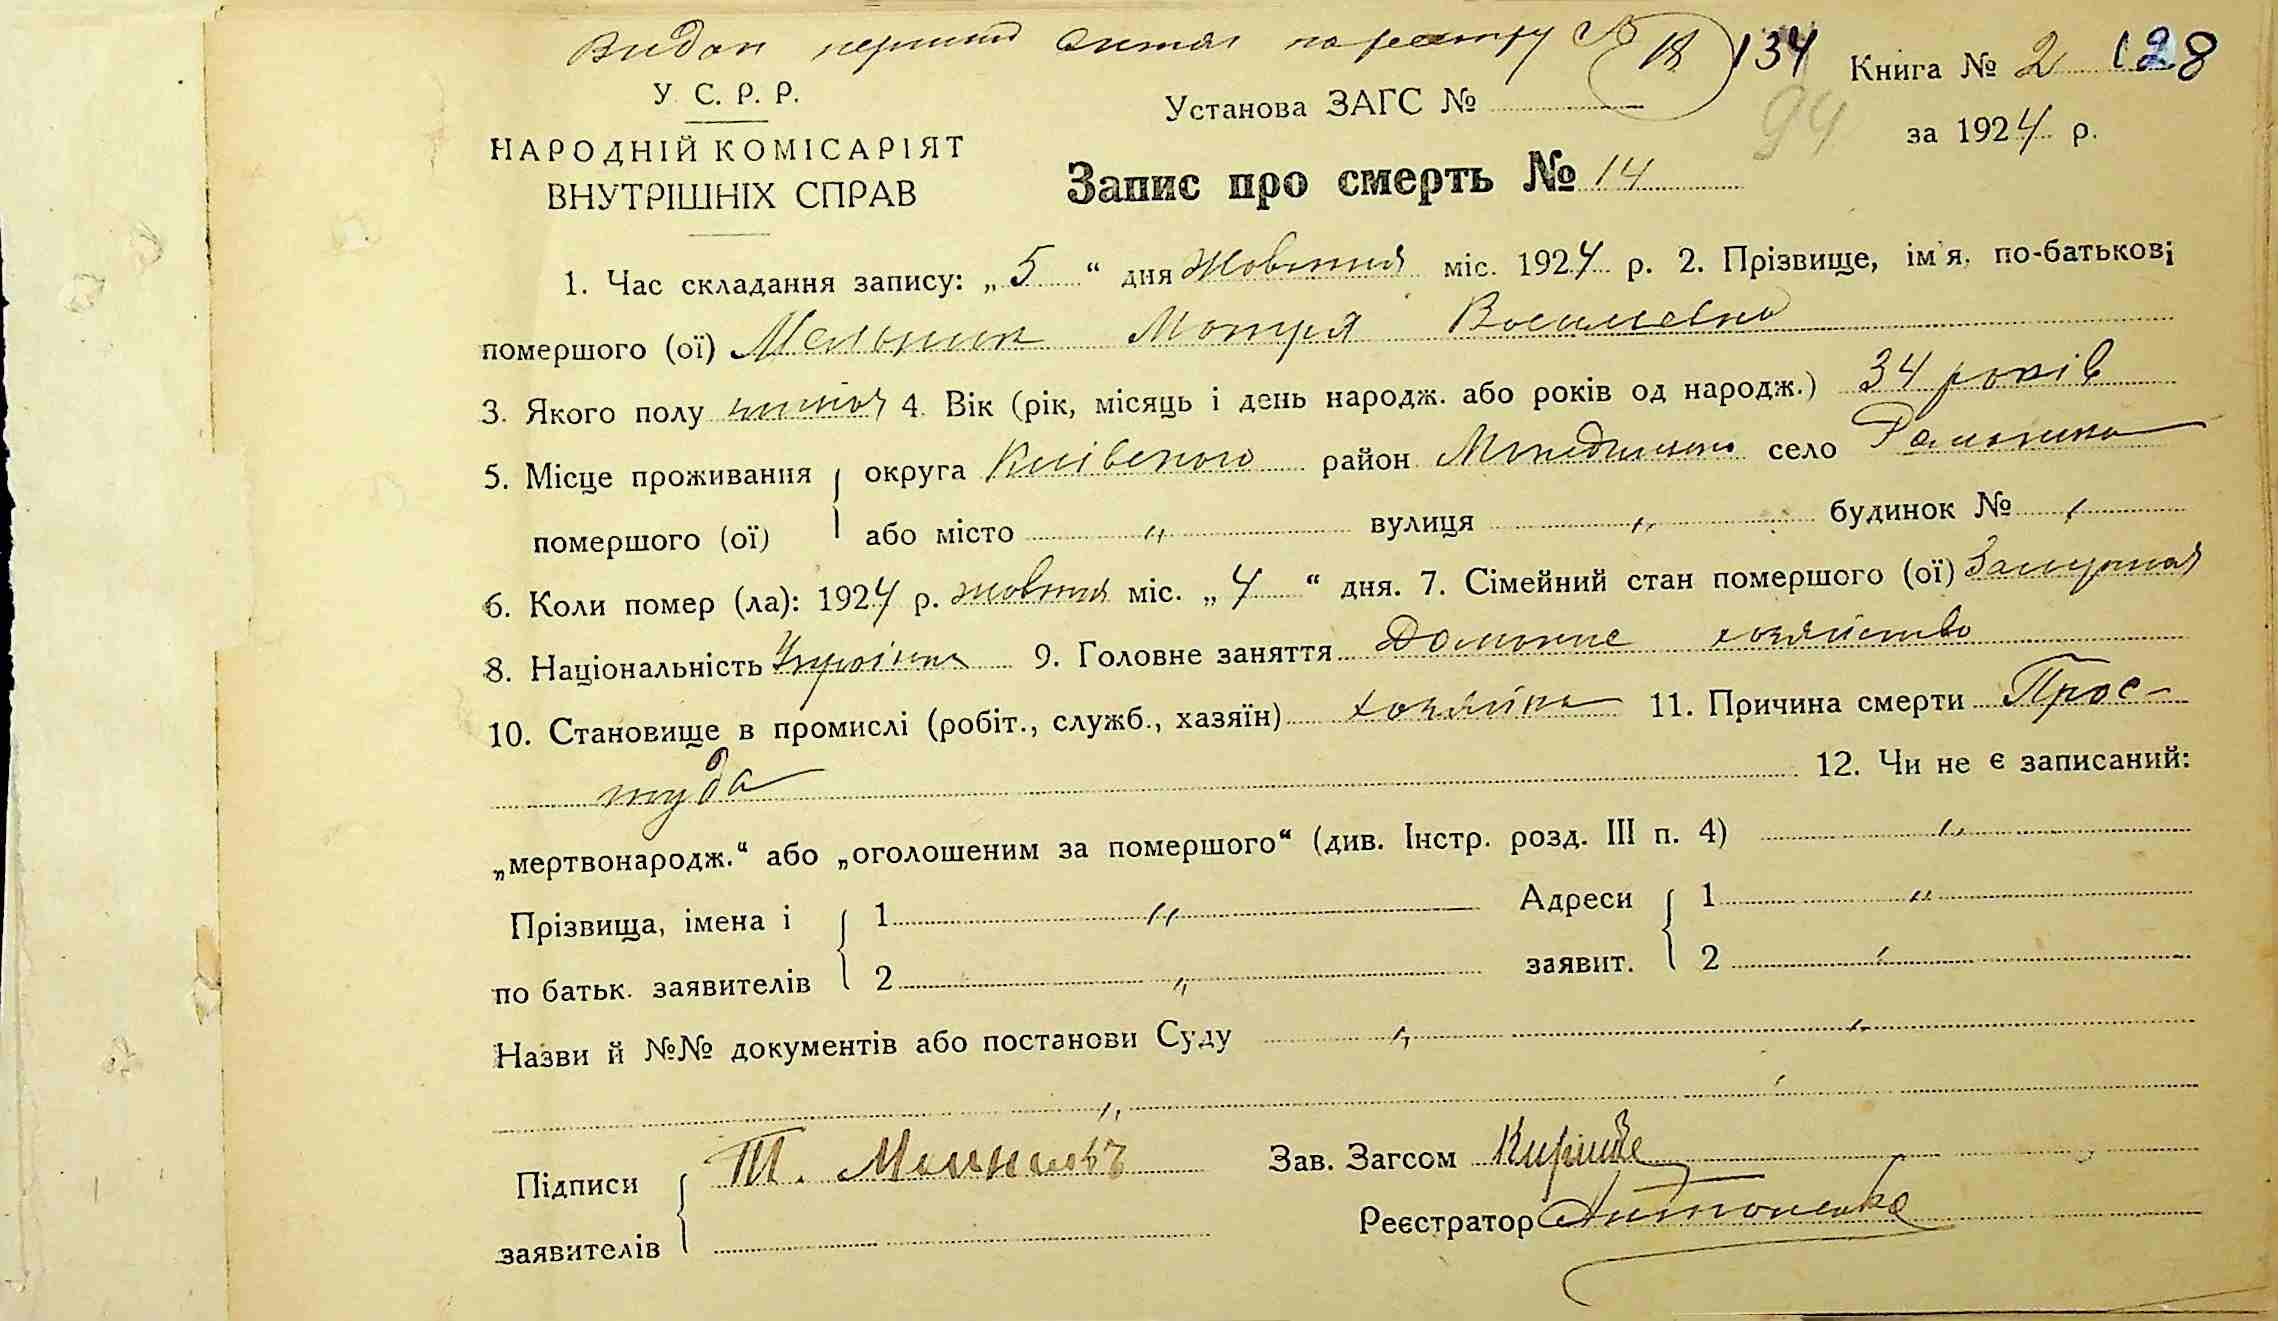 Видан перший витяг по реєстру № 18 134 Книга № 2 128
У. С. Р. Р.
Установа ЗАГС №
94
за 1924 р.
НАРОДНІЙ КОМІСАРІЯТ
ВНУТРІШНІХ СПРАВ
Запис про смерть № 14
1. Час складання запису: „ 5 “ дня Жовтня міс. 1924 р. 2. Прізвище, ім'я, по-батькові
помершого (ої) Мельник Мотря Василевна
3. Якого полу жиноч 4. Вік (рік, місяць і день народж. або років од народж.) 34 років
5. Місце проживання округа Київского район село
помершого (ої) або місто „ вулиця „ будинок № „
6. Коли помер (ла): 1924 р. жовтня міс. „ 4 “ дня. 7. Сімейний стан помершого (ої) Замужная
8. Національність Українка 9. Головне заняття Домашне хозяйство
10. Становище в промислі (робіт., служб., хазяїн) хозяйка 11. Причина смерти Прос-
туда 12. Чи не є записаний:
„мертвонародж.“ або „оголошеним за помершого“ (див. Інстр. розд. III п. 4) „
Прізвища, імена і 1 „ Адреси 1 „
по батьк. заявителів 2 „ заявит. 2 „
Назви й №№ документів або постанови Суду „ „
„ „
Підписи Зав. Загсом
заявителів Реєстратор Антоненко